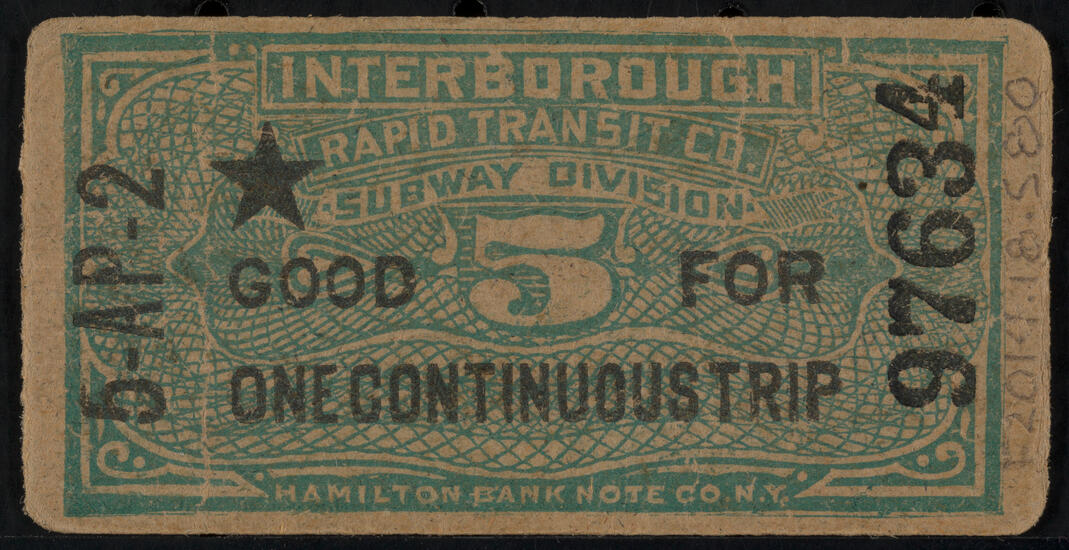 INTERBOROUGH
RAPID TRANSIT CO.
SUBWAY DIVISION
5
GOOD FOR
ONE CONTINUOUS TRIP
HAMILTON BANK NOTE CO. N.Y.
5-AP-2
97634